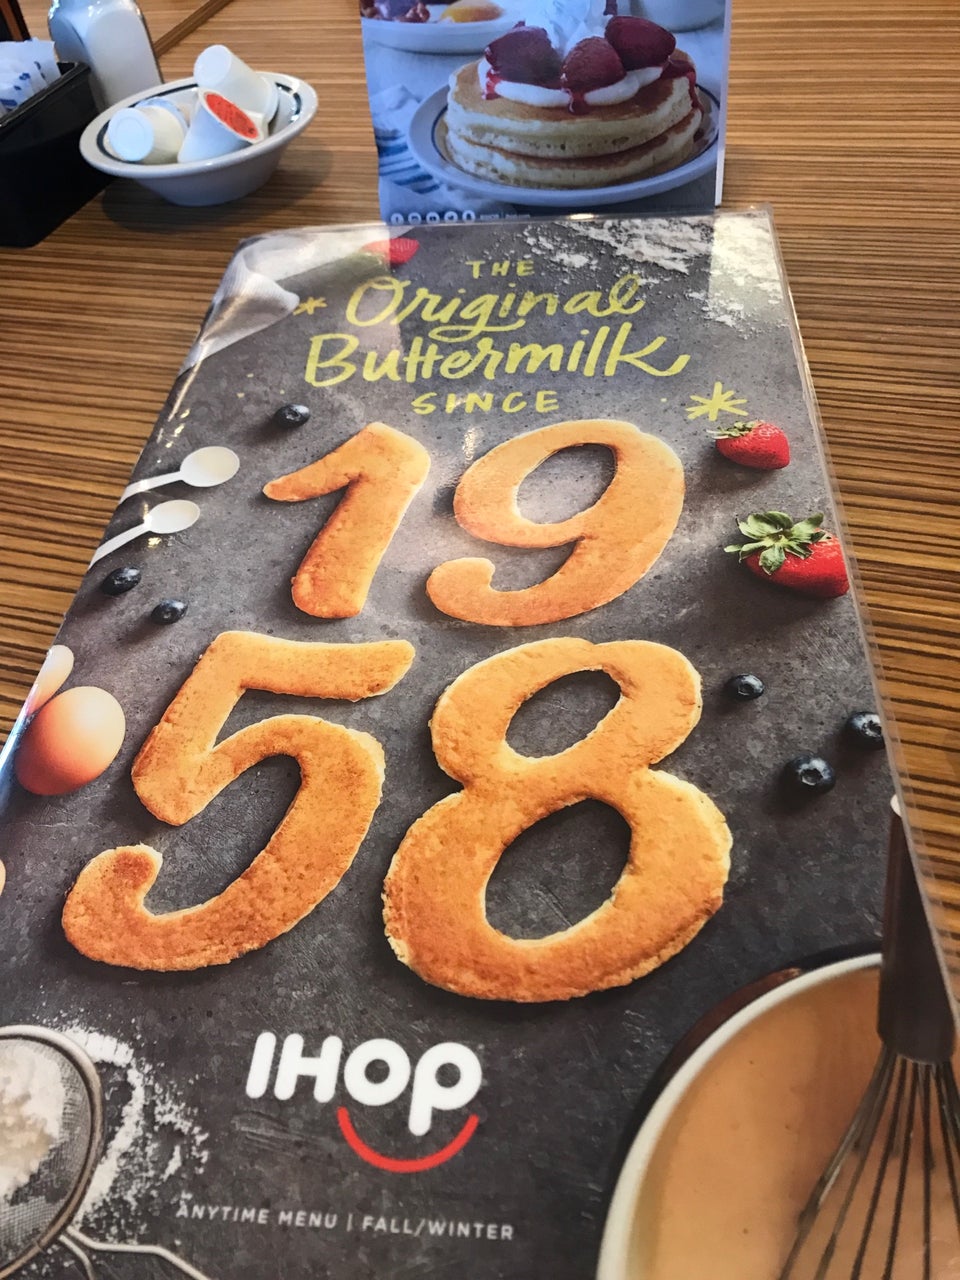 THE
Original
Buttermilk
SINCE
19
58
IHOP
ANYTIME MENU | FALL/WINTER